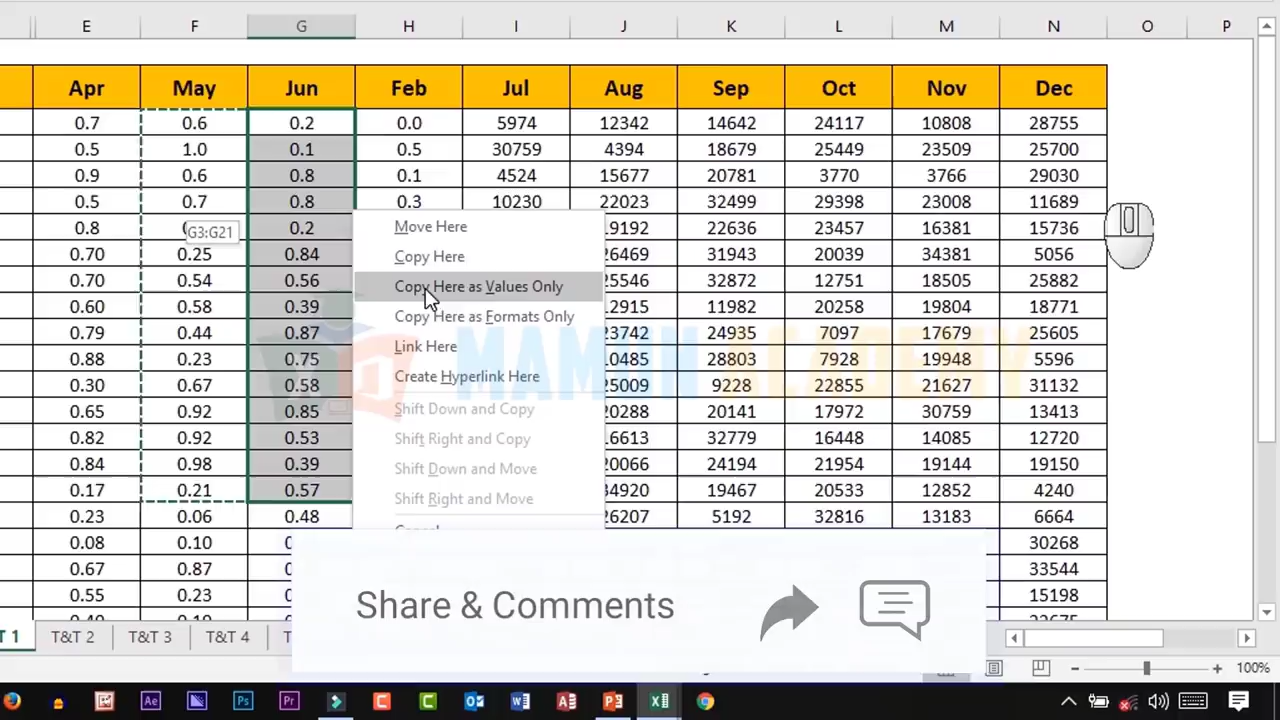 E F G H I J K L M N O P
Apr May Jun Feb Jul Aug Sep Oct Nov Dec
0.7 0.6 0.2 0.0 5974 12342 14642 24117 10808 28755
0.5 1.0 0.1 0.5 30759 4394 18679 25449 23509 25700
0.9 0.6 0.8 0.1 4524 15677 20781 3770 3766 29030
0.5 0.7 0.8 0.3 10230 22023 32499 29398 23008 11689
0.8 G3:G21 0.2 Move Here 22636 23457 16381 15736
0.70 0.25 0.84 Copy Here 31943 20039 34781 5056
0.70 0.54 0.56 Copy Here as Values Only 32872 12751 18505 25882
0.60 0.58 0.39 Copy Here as Formats Only 11982 20258 19804 18771
0.79 0.44 0.87 Link Here 24935 7097 17679 25605
0.88 0.23 0.75 Create Hyperlink Here 28803 7928 19948 5596
0.30 0.67 0.58 9228 22855 21627 31132
MAMUN ACADEMY
0.65 0.92 0.85 Shift Down and Copy 20141 17972 30759 13413
0.82 0.92 0.53 Shift Right and Copy 32779 16448 14085 12720
0.84 0.98 0.39 Shift Down and Move 24194 21954 19144 19150
0.17 0.21 0.57 Shift Right and Move 19467 20533 12852 4240
0.23 0.06 0.48 5192 32816 13183 6664
0.08 0.10 30268
0.67 0.87 33544
0.55 0.23 15198
Share & Comments
T&T 2 T&T 3 T&T 4
100%
Ae Ps Pr